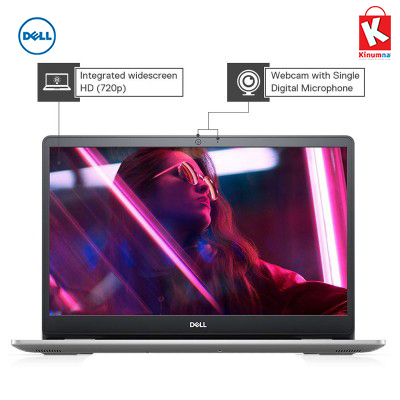 DELL
Kinumna
Integrated widescreen
HD (720p)
Webcam with Single
Digital Microphone
DELL